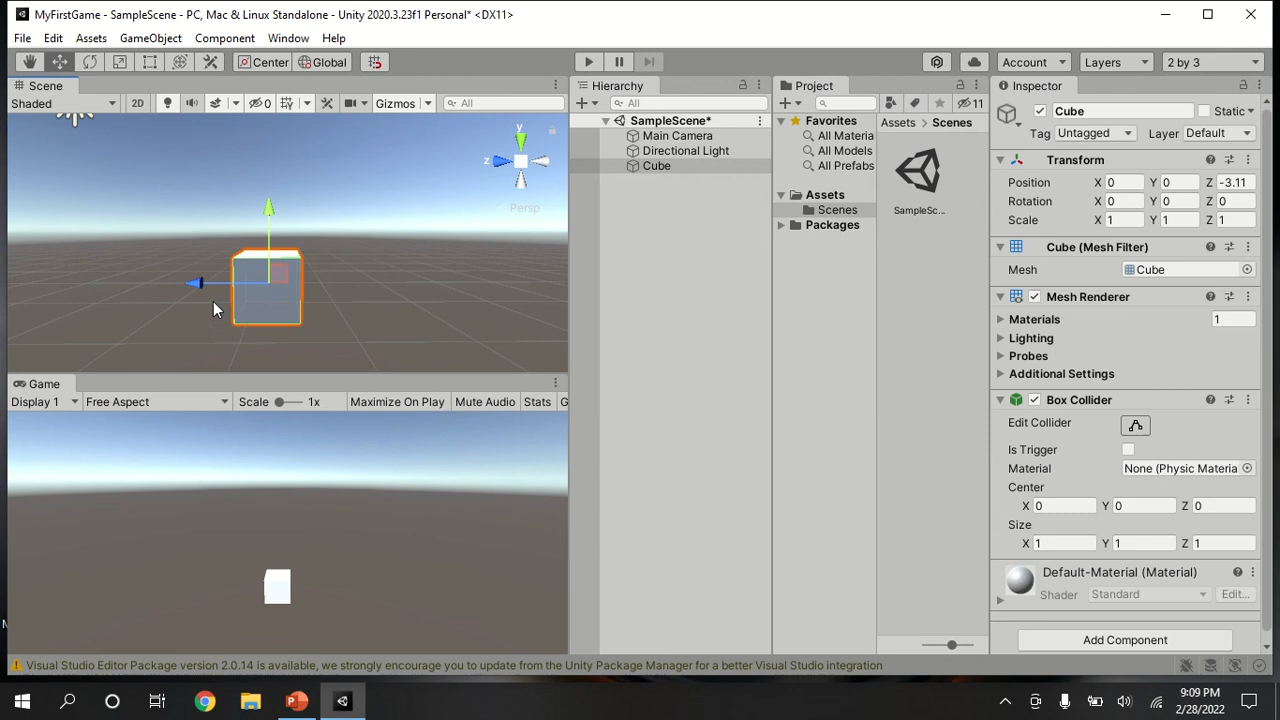 MyFirstGame - SampleScene - PC, Mac & Linux Standalone - Unity 2020.3.23f1 Personal* <DX11>
File Edit Assets GameObject Component Window Help
Center Global Account Layers 2 by 3
Scene
Shaded 2D 0 Gizmos All
y
z
Persp
Game
Display 1 Free Aspect Scale 1x Maximize On Play Mute Audio Stats G
Hierarchy
All
SampleScene*
Main Camera
Directional Light
Cube
Project
11
Favorites
All Materia
All Models
All Prefabs
Assets
Scenes
Packages
Assets > Scenes
SampleSc...
Inspector
Cube Static
Tag Untagged Layer Default
Transform
Position X 0 Y 0 Z -3.11
Rotation X 0 Y 0 Z 0
Scale X 1 Y 1 Z 1
Cube (Mesh Filter)
Mesh Cube
Mesh Renderer
Materials 1
Lighting
Probes
Additional Settings
Box Collider
Edit Collider
Is Trigger
Material None (Physic Materia
Center
X 0 Y 0 Z 0
Size
X 1 Y 1 Z 1
Default-Material (Material)
Shader Standard Edit...
Add Component
Visual Studio Editor Package version 2.0.14 is available, we strongly encourage you to update from the Unity Package Manager for a better Visual Studio integration
9:09 PM
2/28/2022